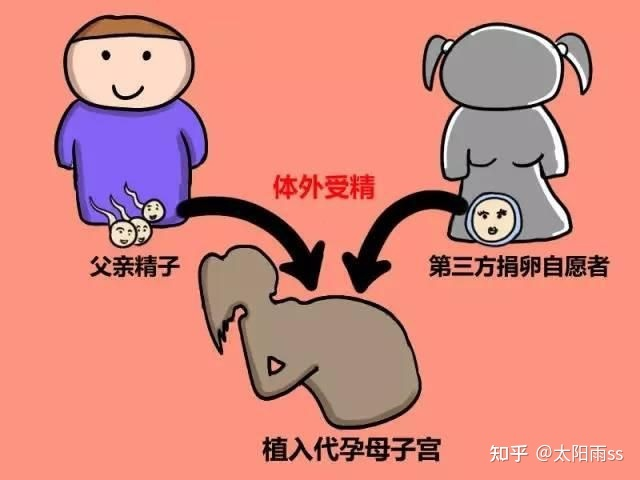 体外受精
父亲精子
第三方捐卵自愿者
植入代孕母子宫
知乎 @太阳雨ss